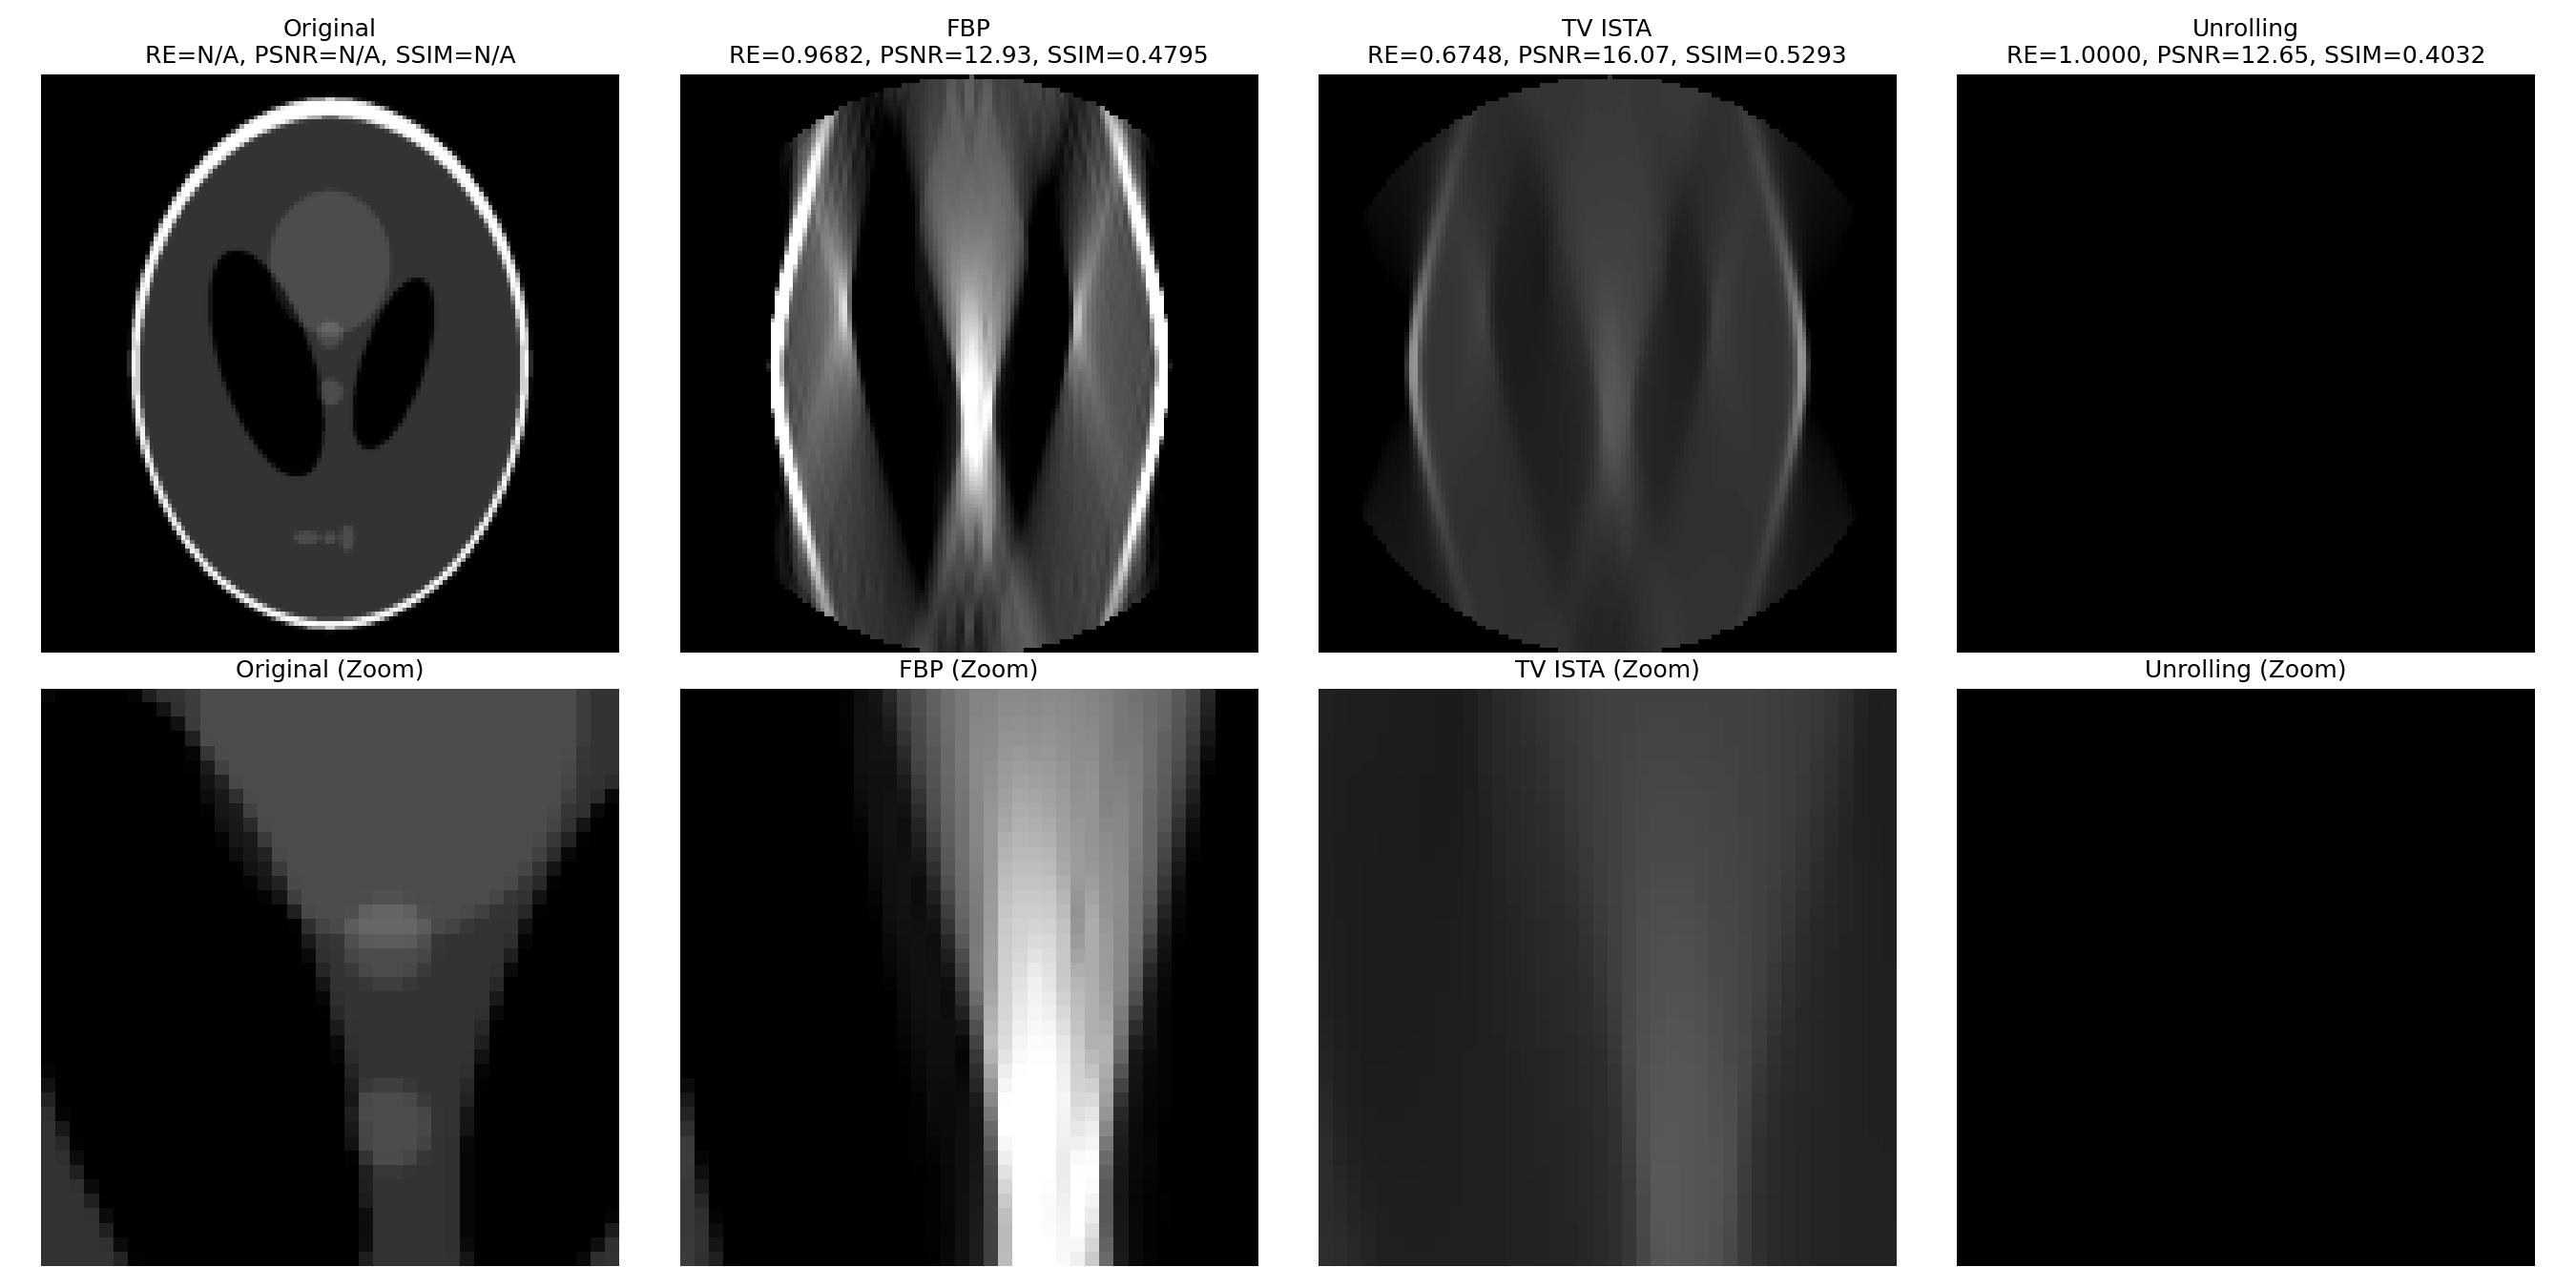 Original
RE=N/A, PSNR=N/A, SSIM=N/A
FBP
RE=0.9682, PSNR=12.93, SSIM=0.4795
TV ISTA
RE=0.6748, PSNR=16.07, SSIM=0.5293
Unrolling
RE=1.0000, PSNR=12.65, SSIM=0.4032
Original (Zoom)
FBP (Zoom)
TV ISTA (Zoom)
Unrolling (Zoom)